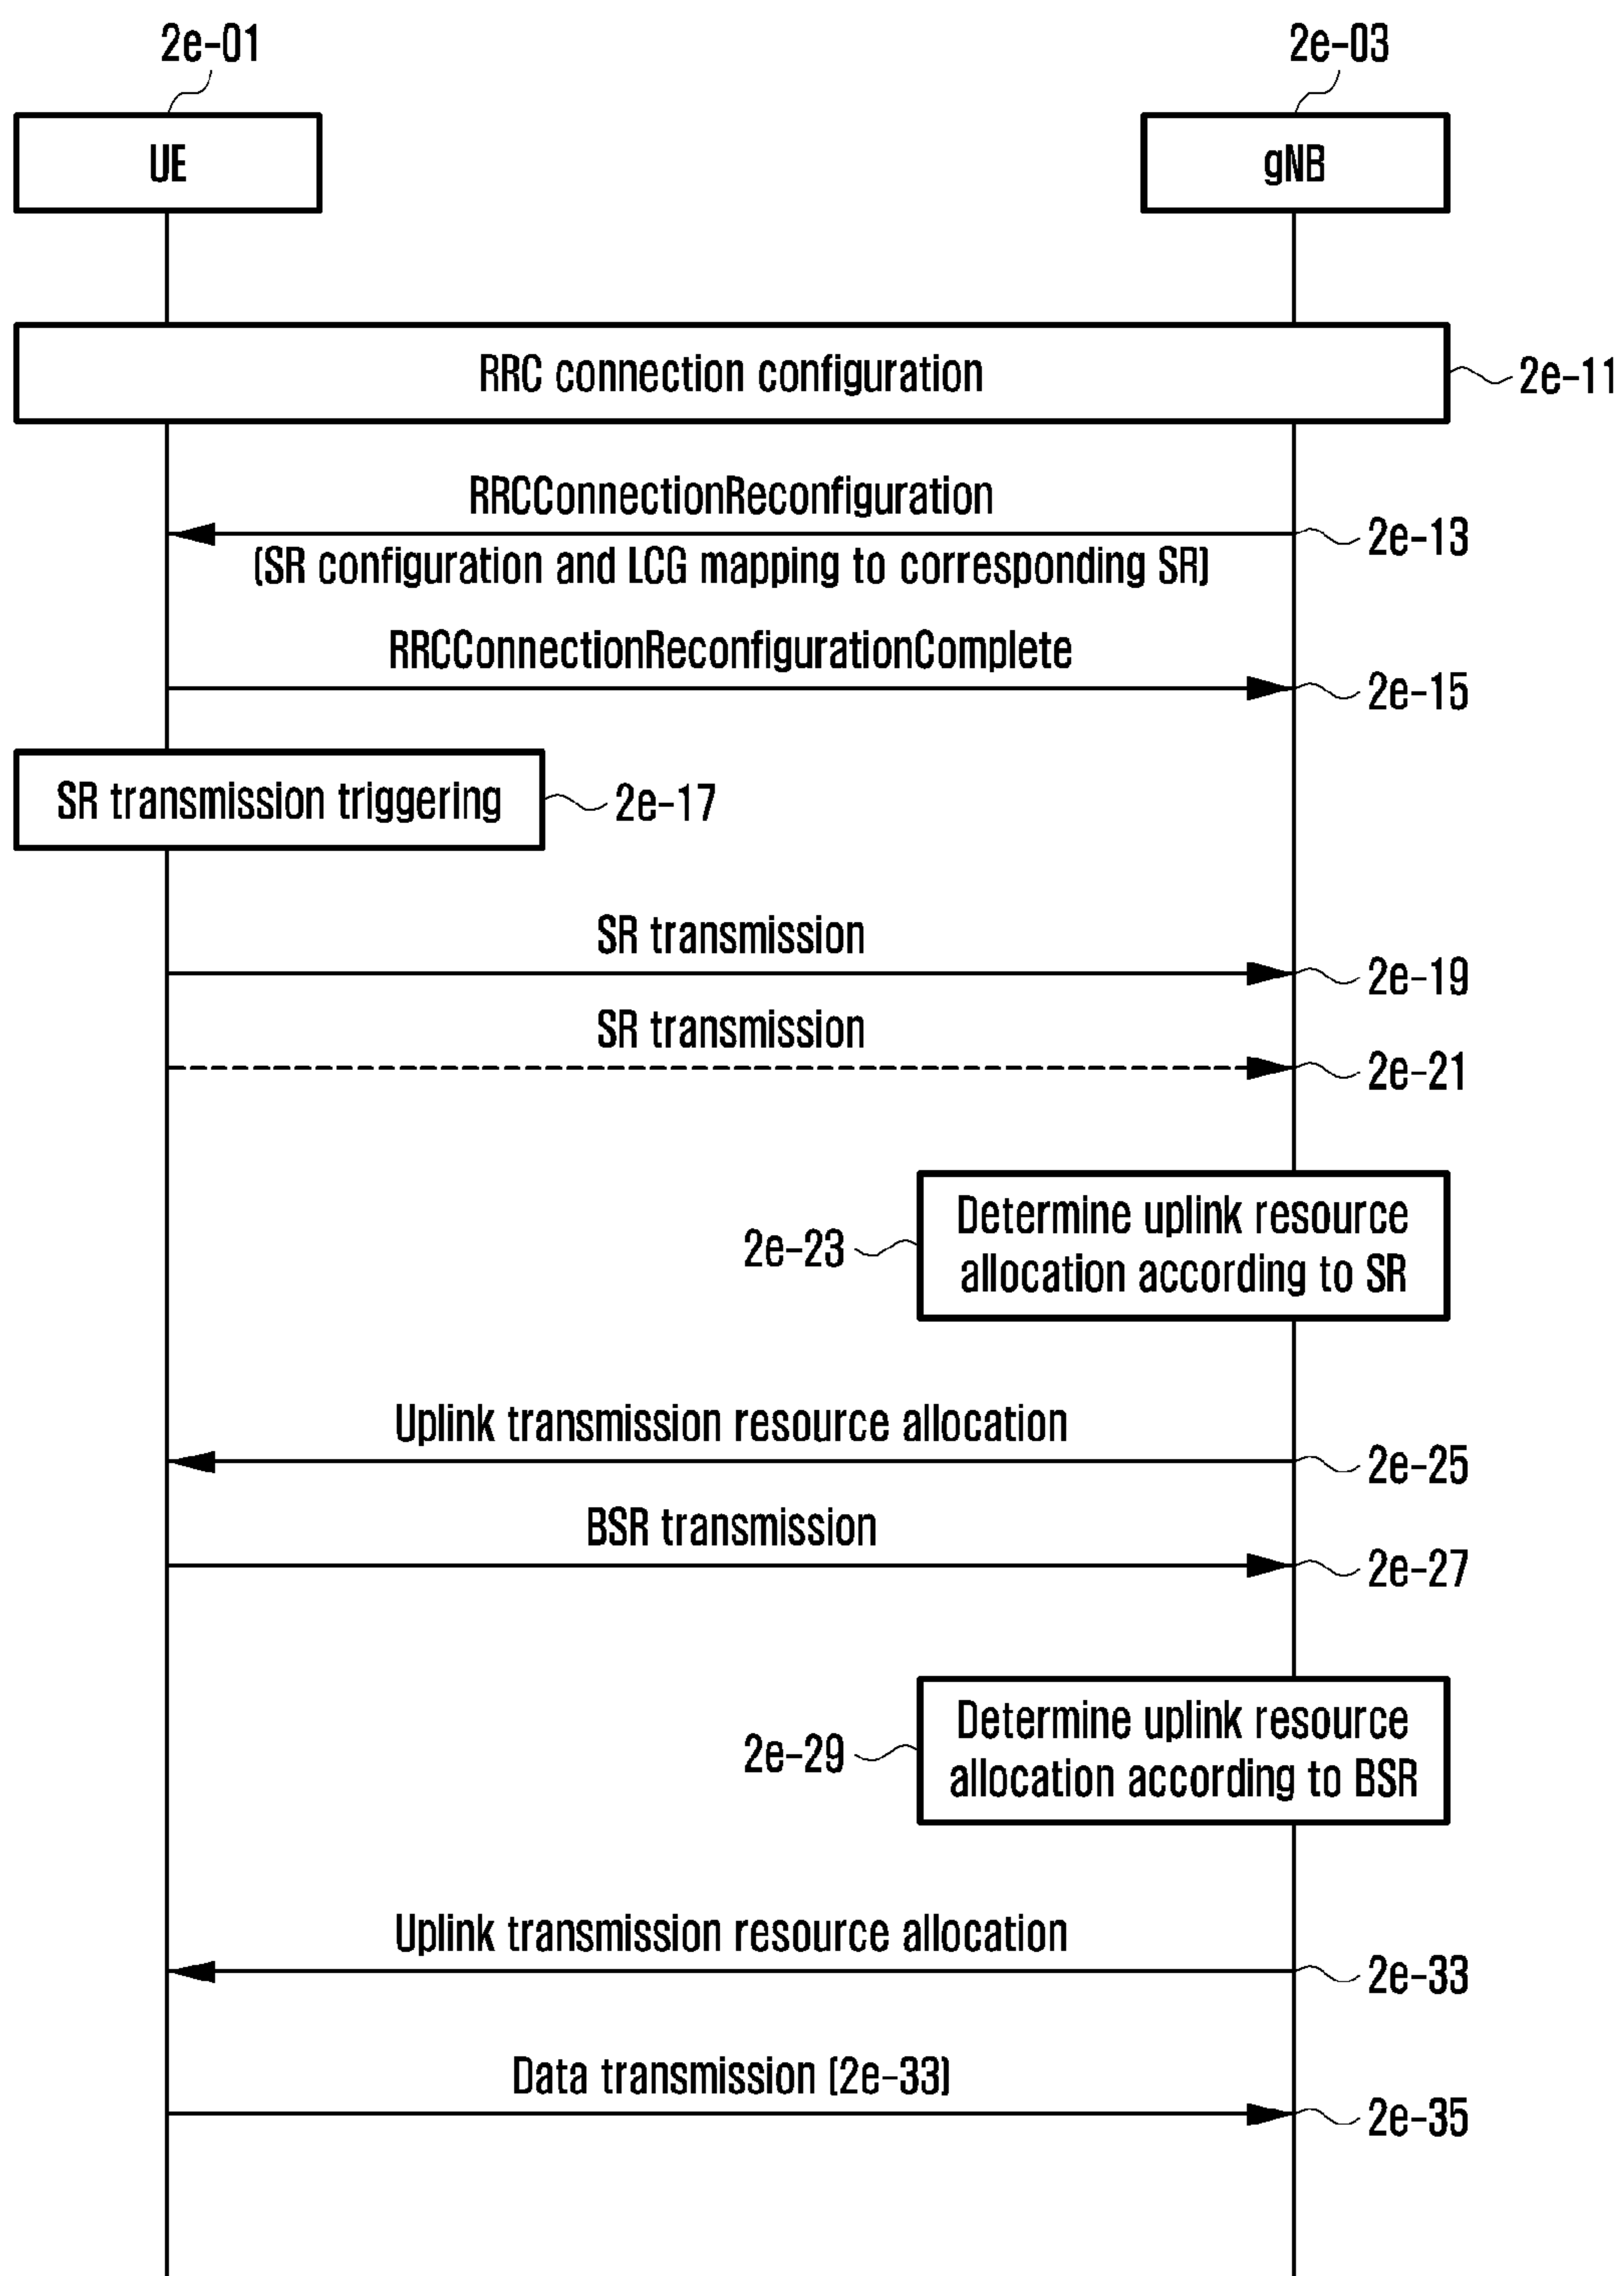 2e-01
2e-03
UE
gNB
RRC connection configuration
2e-11
RRCConnectionReconfiguration
2e-13
(SR configuration and LCG mapping to corresponding SR)
RRCConnectionReconfigurationComplete
2e-15
SR transmission triggering
2e-17
SR transmission
2e-19
SR transmission
2e-21
Determine uplink resource
allocation according to SR
2e-23
Uplink transmission resource allocation
2e-25
BSR transmission
2e-27
Determine uplink resource
allocation according to BSR
2e-29
Uplink transmission resource allocation
2e-33
Data transmission (2e-33)
2e-35